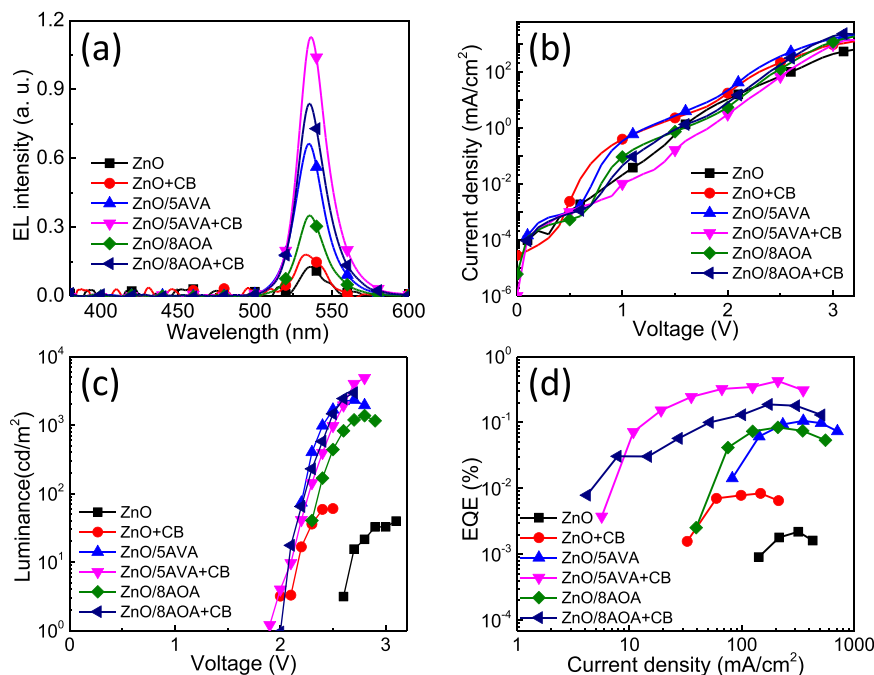 (a)
EL intensity (a. u.)
1.2
0.9
0.6
0.3
0.0
ZnO
ZnO+CB
ZnO/5AVA
ZnO/5AVA+CB
ZnO/8AOA
ZnO/8AOA+CB
400 450 500 550 600
Wavelength (nm)
(b)
Current density (mA/cm²)
10²
10⁰
10⁻²
10⁻⁴
10⁻⁶
ZnO
ZnO+CB
ZnO/5AVA
ZnO/5AVA+CB
ZnO/8AOA
ZnO/8AOA+CB
0 1 2 3
Voltage (V)
(c)
Luminance(cd/m²)
10⁴
10³
10²
10¹
10⁰
ZnO
ZnO+CB
ZnO/5AVA
ZnO/5AVA+CB
ZnO/8AOA
ZnO/8AOA+CB
0 1 2 3
Voltage (V)
(d)
EQE (%)
10⁰
10⁻¹
10⁻²
10⁻³
10⁻⁴
ZnO
ZnO+CB
ZnO/5AVA
ZnO/5AVA+CB
ZnO/8AOA
ZnO/8AOA+CB
1 10 100 1000
Current density (mA/cm²)